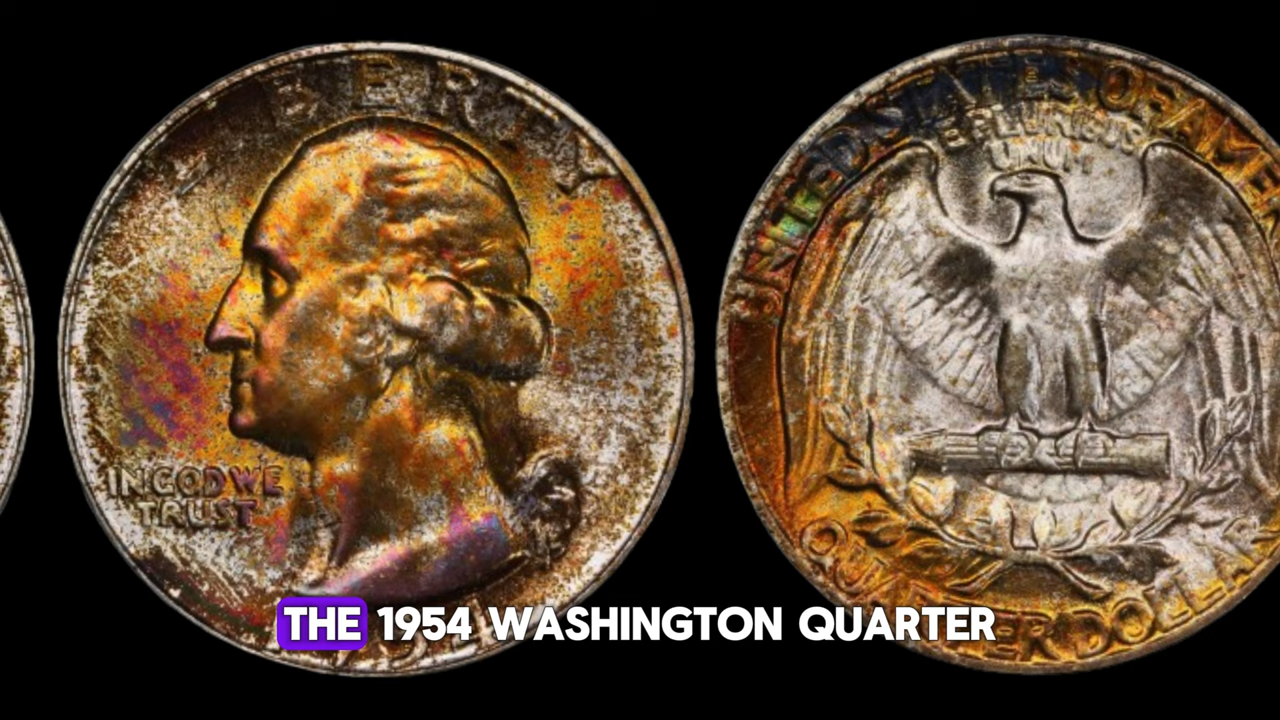 LIBERTY
IN GOD WE
TRUST
UNITED STATES OF AMERICA
E PLURIBUS
UNUM
QUARTER DOLLAR
THE 1954 WASHINGTON QUARTER